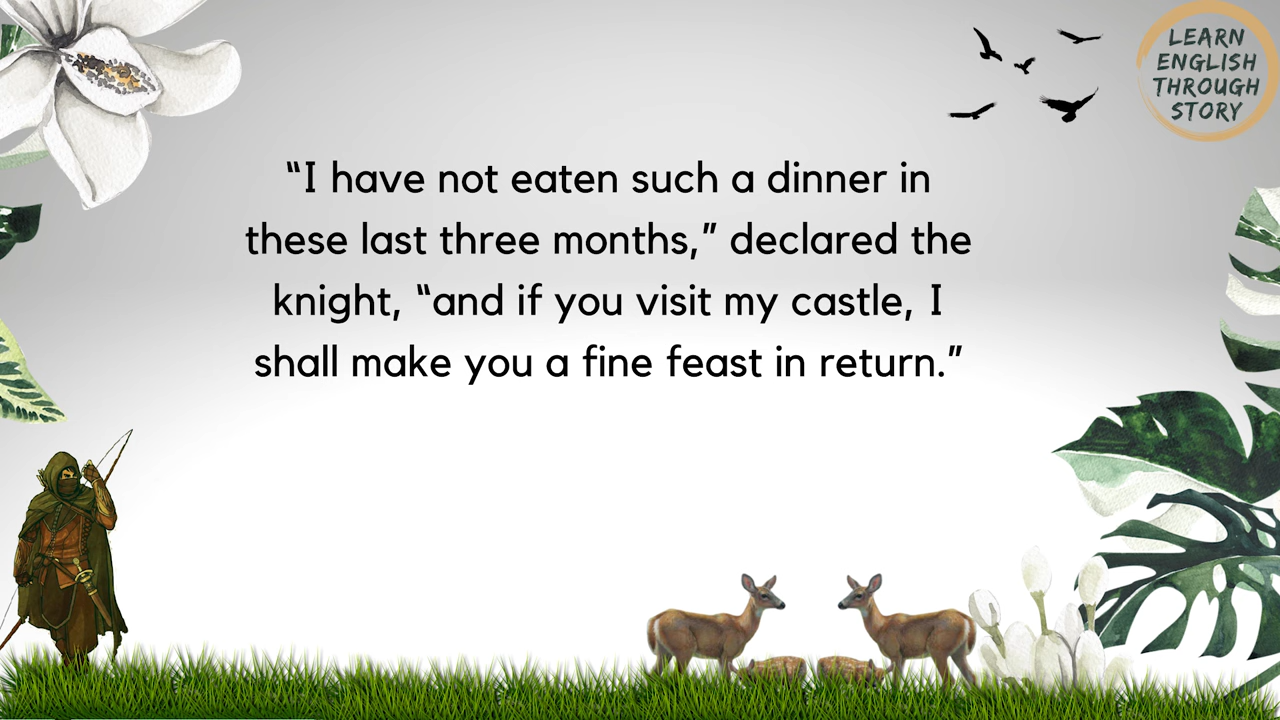 LEARN
ENGLISH
THROUGH
STORY
“I have not eaten such a dinner in
these last three months,” declared the
knight, “and if you visit my castle, I
shall make you a fine feast in return.”